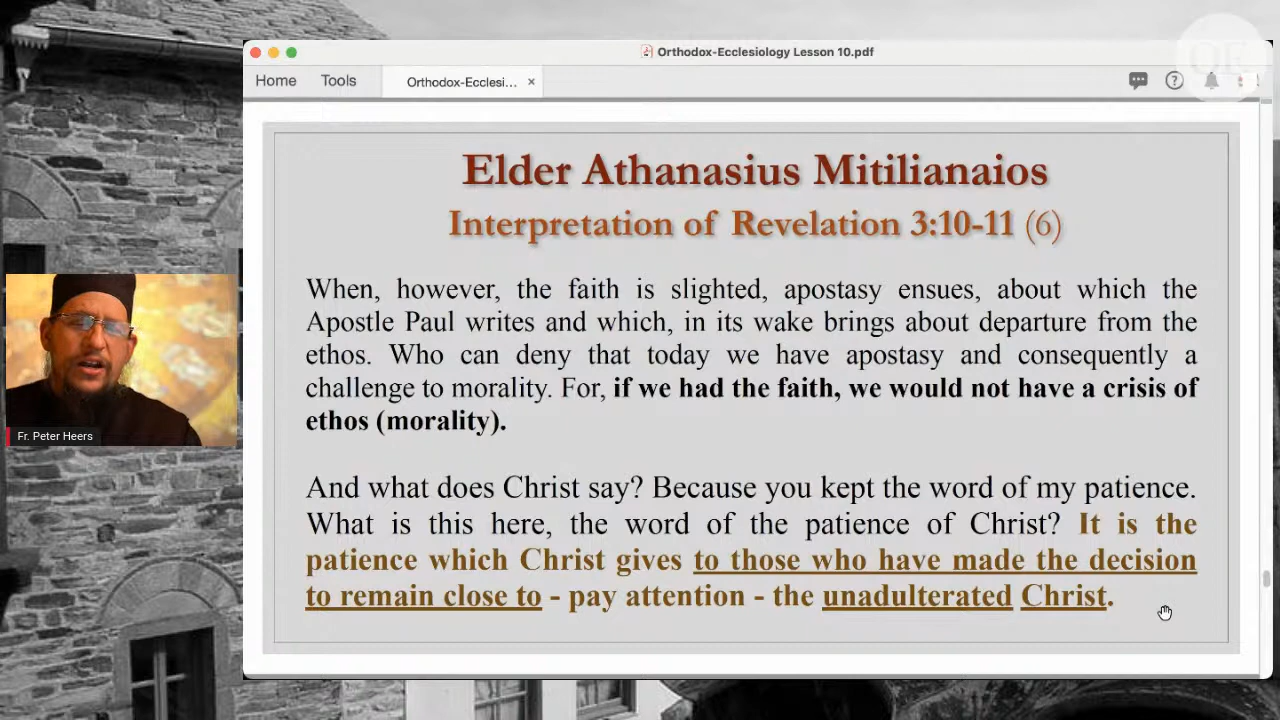 Orthodox-Ecclesiology Lesson 10.pdf
Home Tools Orthodox-Ecclesi... ×
OE
Elder Athanasius Mitilianaios
Interpretation of Revelation 3:10-11 (6)
When, however, the faith is slighted, apostasy ensues, about which the
Apostle Paul writes and which, in its wake brings about departure from the
ethos. Who can deny that today we have apostasy and consequently a
challenge to morality. For, if we had the faith, we would not have a crisis of
ethos (morality).
And what does Christ say? Because you kept the word of my patience.
What is this here, the word of the patience of Christ? It is the
patience which Christ gives to those who have made the decision
to remain close to - pay attention - the unadulterated Christ.
Fr. Peter Heers